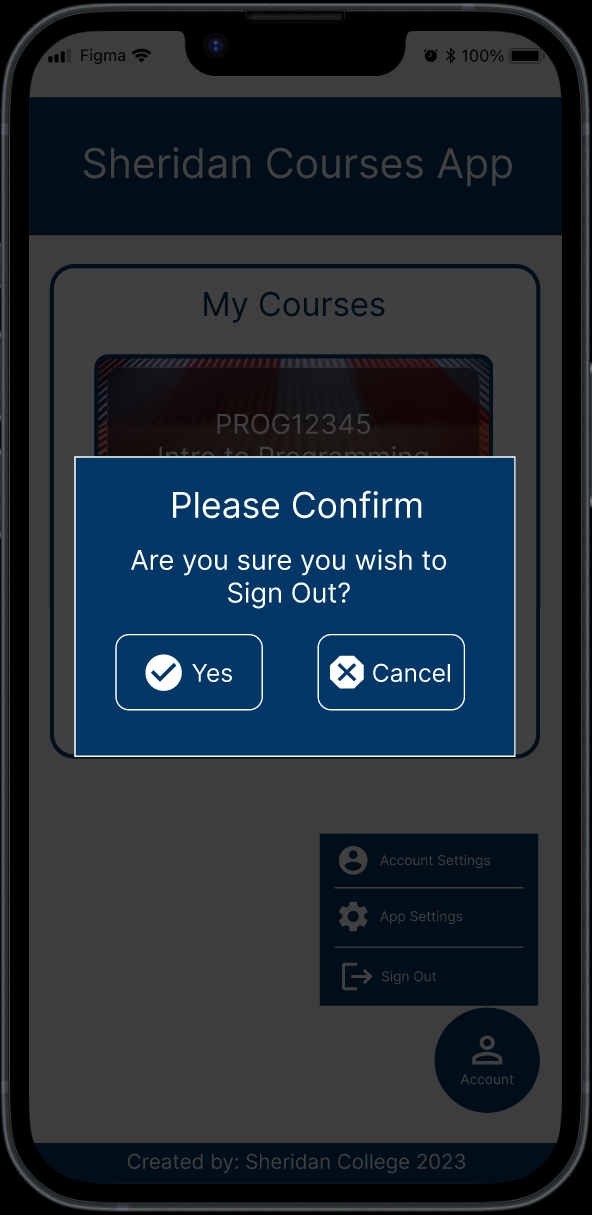 Figma 100%
Sheridan Courses App
My Courses
PROG12345
Intro to Programming
Please Confirm
Are you sure you wish to
Sign Out?
Yes Cancel
Account Settings
App Settings
Sign Out
Account
Created by: Sheridan College 2023